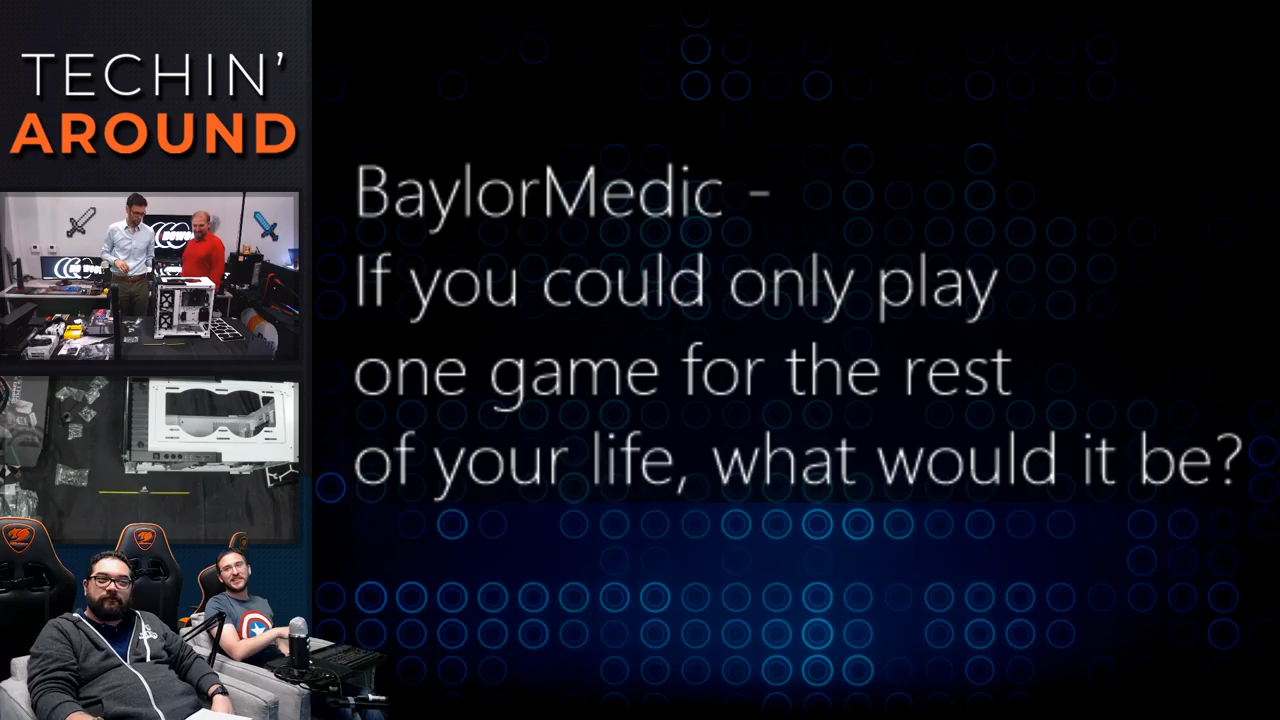 TECHIN’
AROUND
BaylorMedic -
If you could only play
one game for the rest
of your life, what would it be?